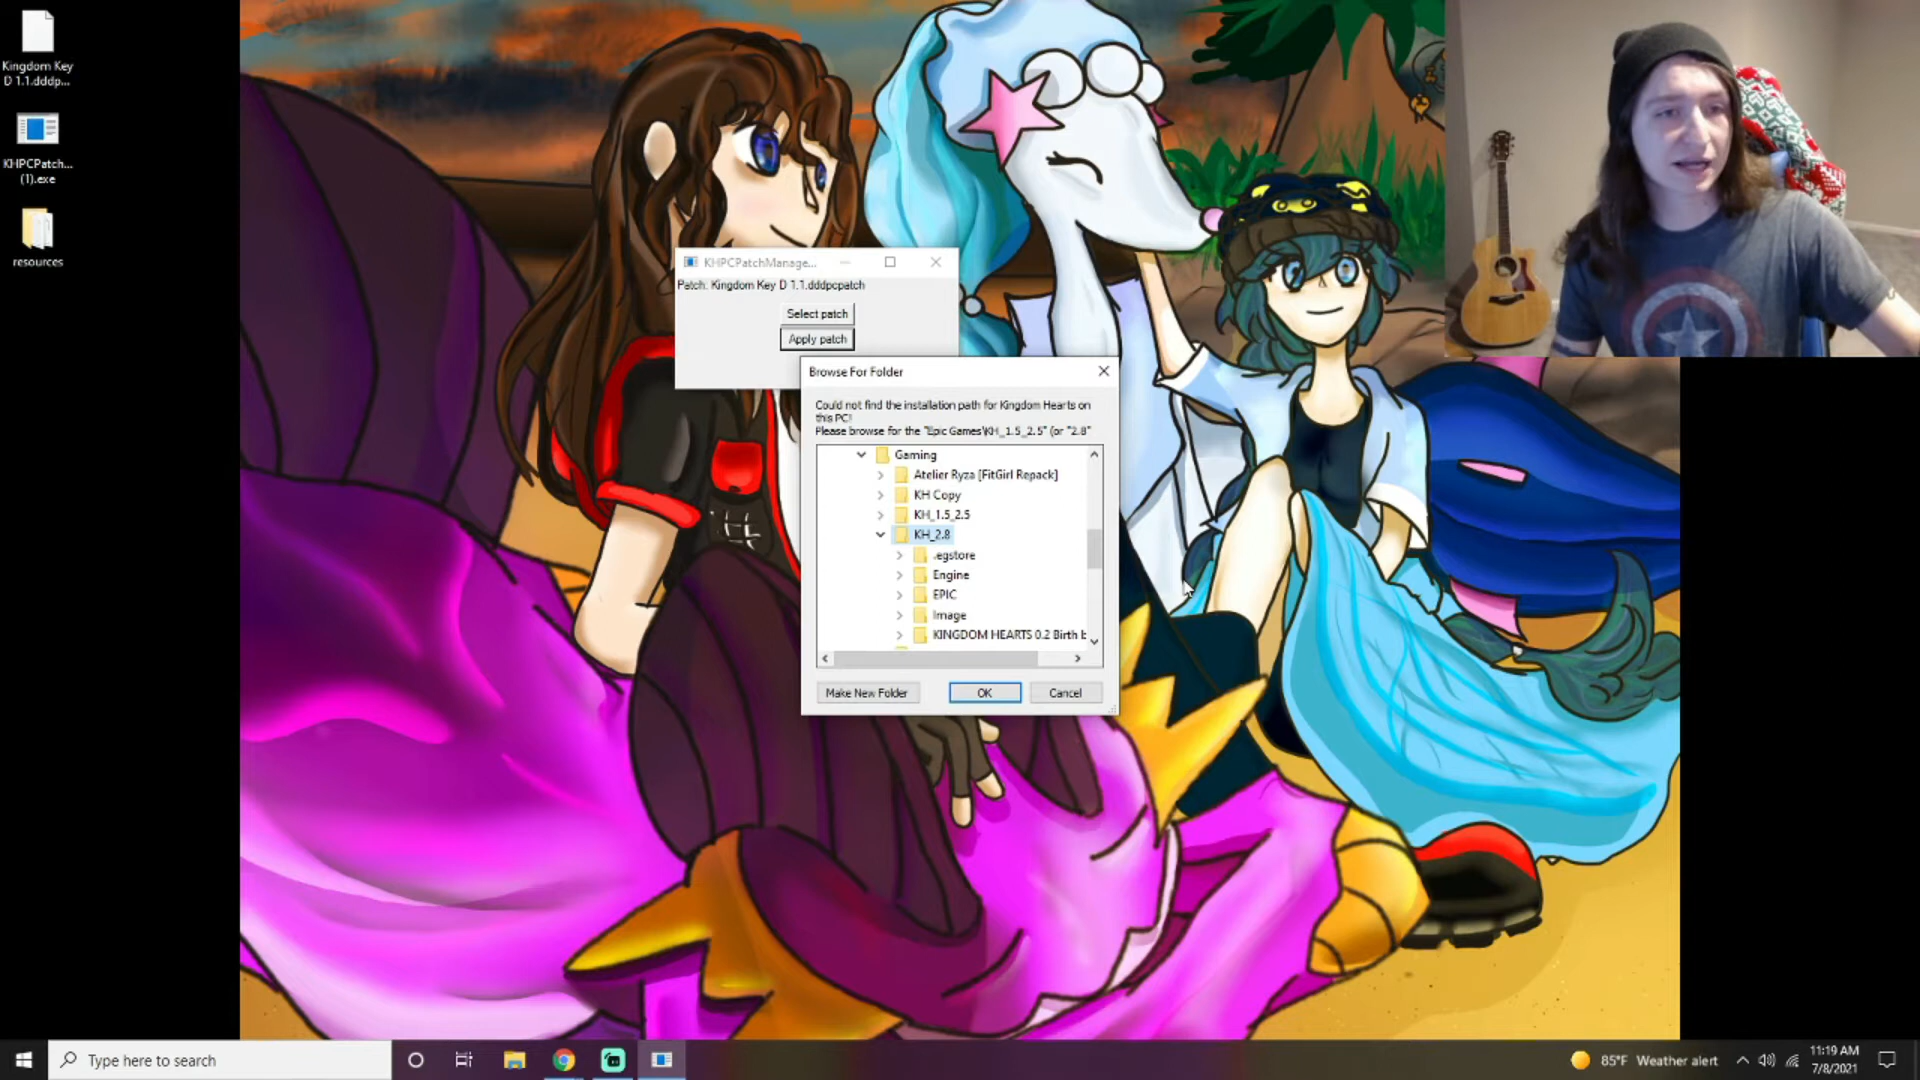 Kingdom Key
D 1.1.dddp...
KHPCPatch...
(1).exe
resources
KHPCPatchManage...
Patch: Kingdom Key D 1.1.dddpcpatch
Select patch
Apply patch
Browse For Folder
Could not find the installation path for Kingdom Hearts on
this PC!
Please browse for the "Epic Games\KH_1.5_2.5" (or "2.8"
Gaming
Atelier Ryza [FitGirl Repack]
KH Copy
KH_1.5_2.5
KH_2.8
.egstore
Engine
EPIC
Image
KINGDOM HEARTS 0.2 Birth b
Make New Folder
OK
Cancel
Type here to search
85°F Weather alert
11:19 AM
7/8/2021